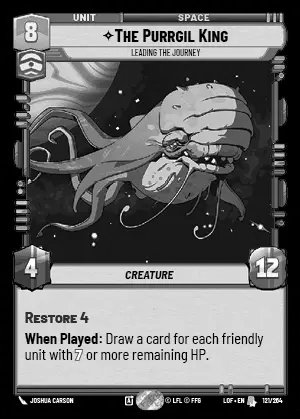 UNIT SPACE
8
✧THE PURRGIL KING
LEADING THE JOURNEY
4
12
CREATURE
RESTORE 4
When Played: Draw a card for each friendly
unit with 7 or more remaining HP.
JOSHUA CARSON © LFL © FFG LOF • EN 121/264